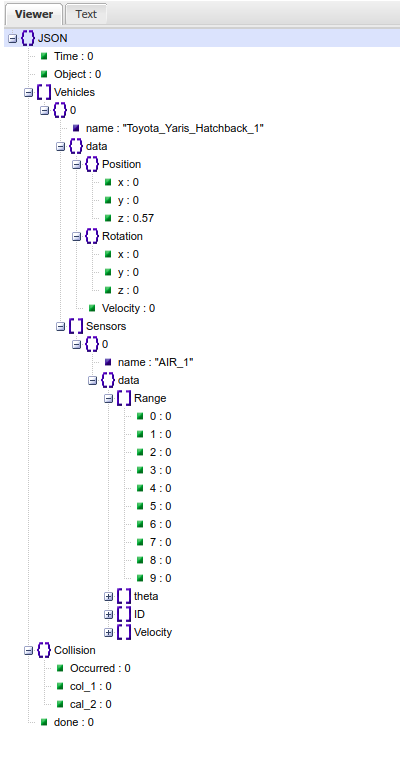 Viewer Text
JSON
Time : 0
Object : 0
Vehicles
0
name : "Toyota_Yaris_Hatchback_1"
data
Position
x : 0
y : 0
z : 0.57
Rotation
x : 0
y : 0
z : 0
Velocity : 0
Sensors
0
name : "AIR_1"
data
Range
0 : 0
1 : 0
2 : 0
3 : 0
4 : 0
5 : 0
6 : 0
7 : 0
8 : 0
9 : 0
theta
ID
Velocity
Collision
Occurred : 0
col_1 : 0
cal_2 : 0
done : 0